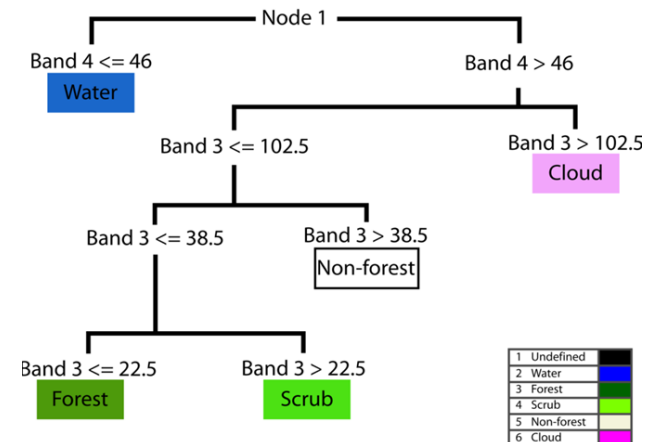 Node 1
Band 4 <= 46
Water
Band 4 > 46
Band 3 <= 102.5
Band 3 > 102.5
Cloud
Band 3 <= 38.5
Band 3 > 38.5
Non-forest
Band 3 <= 22.5
Forest
Band 3 > 22.5
Scrub
1 Undefined
2 Water
3 Forest
4 Scrub
5 Non-forest
6 Cloud